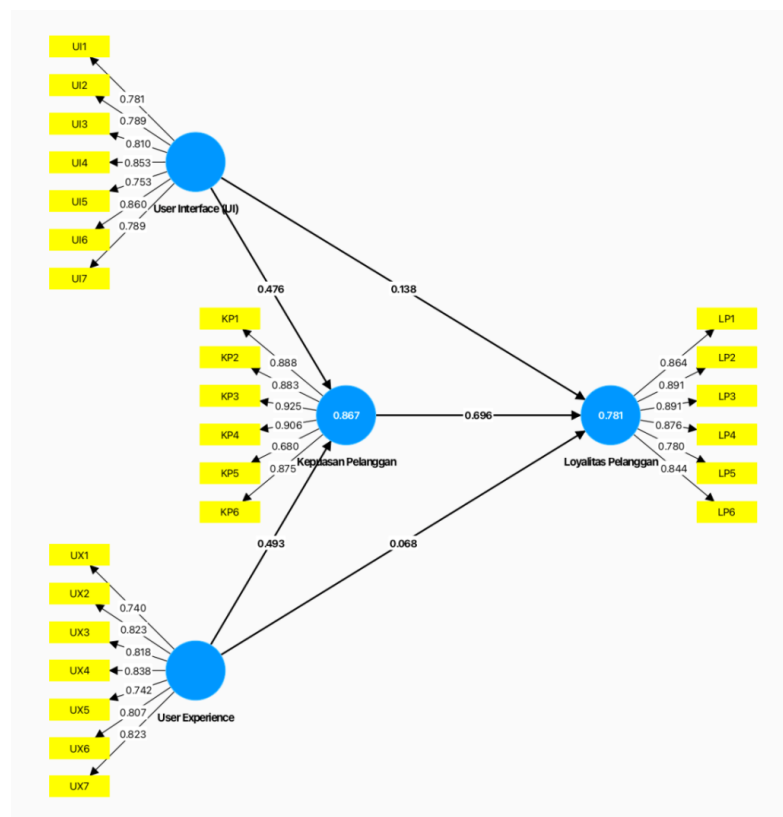 UI1
UI2
UI3
UI4
UI5
UI6
UI7
0.781
0.789
0.810
0.853
0.753
0.860
0.789
User Interface (UI)
0.476
0.138
KP1
KP2
KP3
KP4
KP5
KP6
0.888
0.883
0.925
0.906
0.680
0.875
0.867
Kepuasan Pelanggan
0.696
0.781
Loyalitas Pelanggan
0.864
0.891
0.891
0.876
0.780
0.844
LP1
LP2
LP3
LP4
LP5
LP6
0.493
0.068
UX1
UX2
UX3
UX4
UX5
UX6
UX7
0.740
0.823
0.818
0.838
0.742
0.807
0.823
User Experience